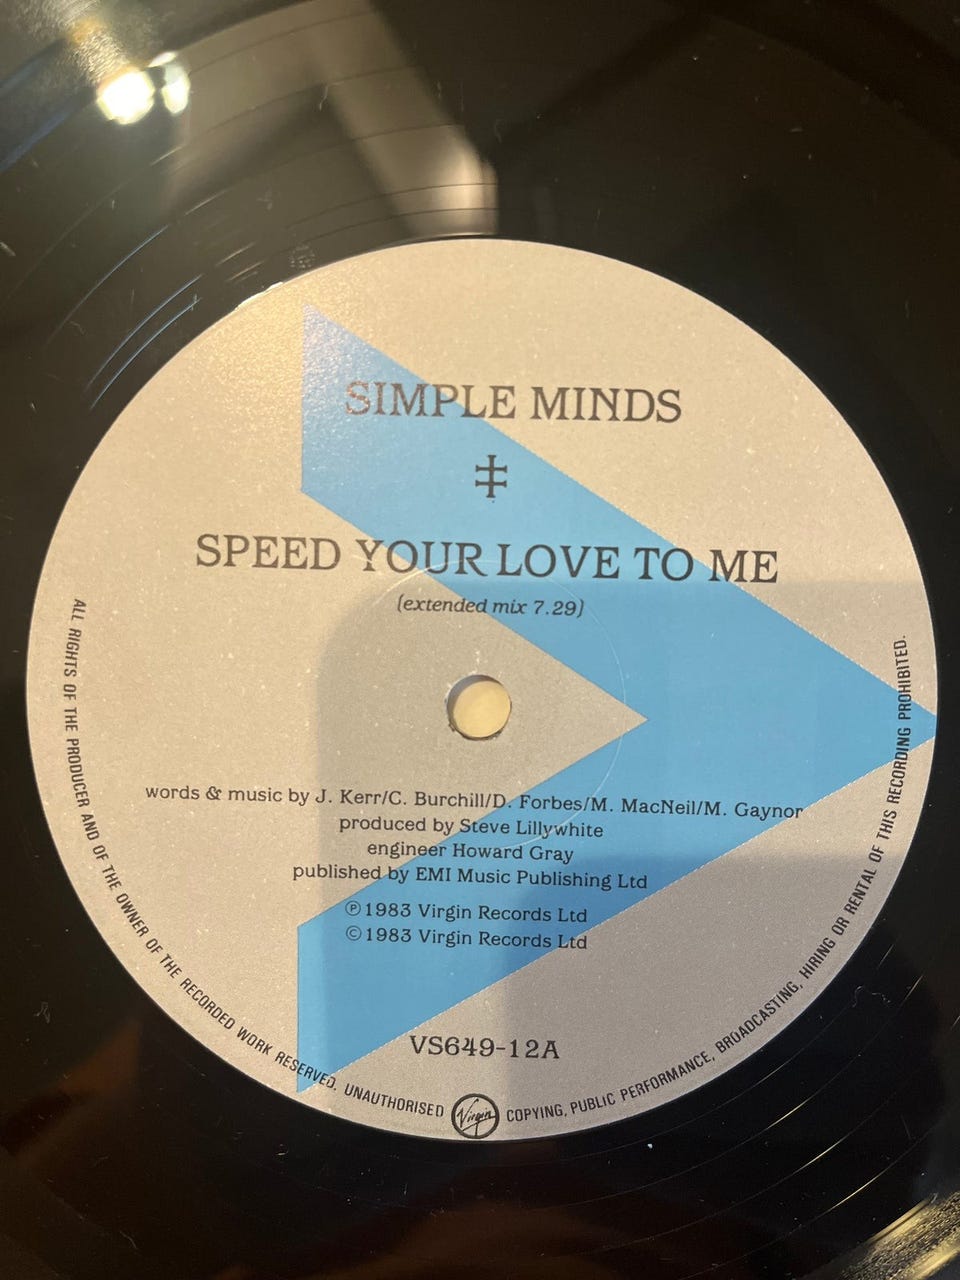 SIMPLE MINDS
‡
SPEED YOUR LOVE TO ME
(extended mix 7.29)
words & music by J. Kerr/C. Burchill/D. Forbes/M. MacNeil/M. Gaynor
produced by Steve Lillywhite
engineer Howard Gray
published by EMI Music Publishing Ltd
℗1983 Virgin Records Ltd
©1983 Virgin Records Ltd
VS649-12A
ALL RIGHTS OF THE PRODUCER AND OF THE OWNER OF THE RECORDED WORK RESERVED. UNAUTHORISED
Virgin
COPYING, PUBLIC PERFORMANCE, BROADCASTING, HIRING OR RENTAL OF THIS RECORDING PROHIBITED.